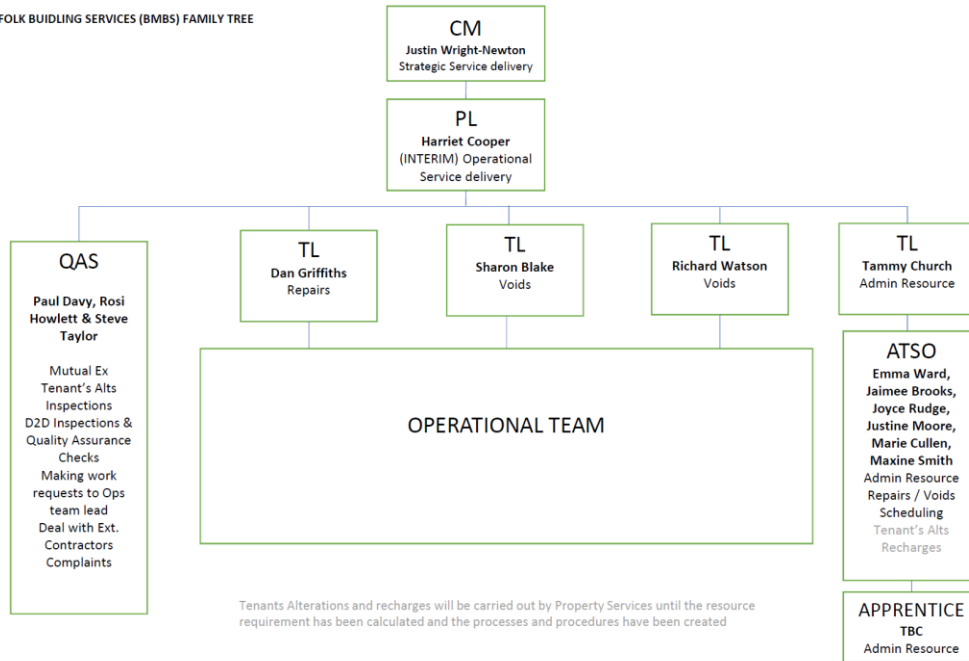 FOLK BUIDLING SERVICES (BMBS) FAMILY TREE
CM
Justin Wright-Newton
Strategic Service delivery
PL
Harriet Cooper
(INTERIM) Operational
Service delivery
QAS
Paul Davy, Rosi
Howlett & Steve
Taylor
Mutual Ex
Tenant's Alts
Inspections
D2D Inspections &
Quality Assurance
Checks
Making work
requests to Ops
team lead
Deal with Ext.
Contractors
Complaints
TL
Dan Griffiths
Repairs
TL
Sharon Blake
Voids
TL
Richard Watson
Voids
TL
Tammy Church
Admin Resource
OPERATIONAL TEAM
ATSO
Emma Ward,
Jaimee Brooks,
Joyce Rudge,
Justine Moore,
Marie Cullen,
Maxine Smith
Admin Resource
Repairs / Voids
Scheduling
Tenant's Alts
Recharges
APPRENTICE
TBC
Admin Resource
Tenants Alterations and recharges will be carried out by Property Services until the resource
requirement has been calculated and the processes and procedures have been created